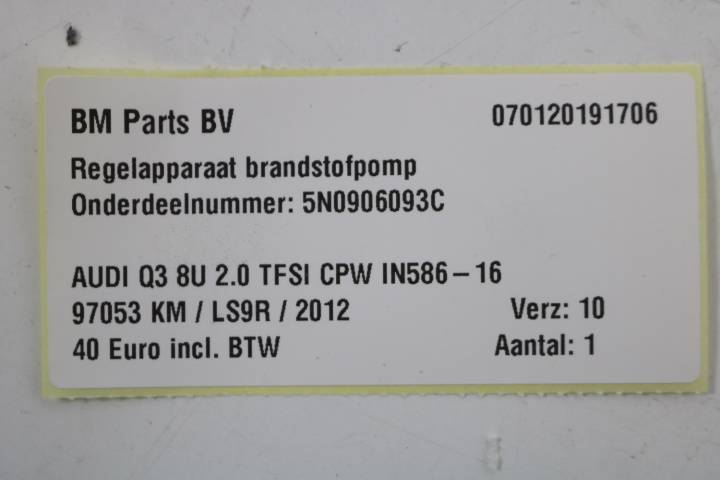 BM Parts BV 070120191706
Regelapparaat brandstofpomp
Onderdeelnummer: 5N0906093C
AUDI Q3 8U 2.0 TFSI CPW IN586-16
97053 KM / LS9R / 2012 Verz: 10
40 Euro incl. BTW Aantal: 1